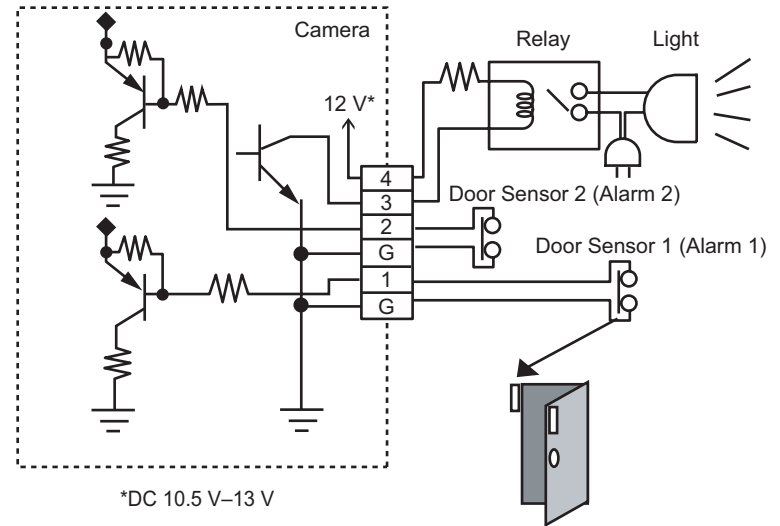 Camera
Relay
Light
12 V*
4
3
2
G
1
G
Door Sensor 2 (Alarm 2)
Door Sensor 1 (Alarm 1)
*DC 10.5 V–13 V